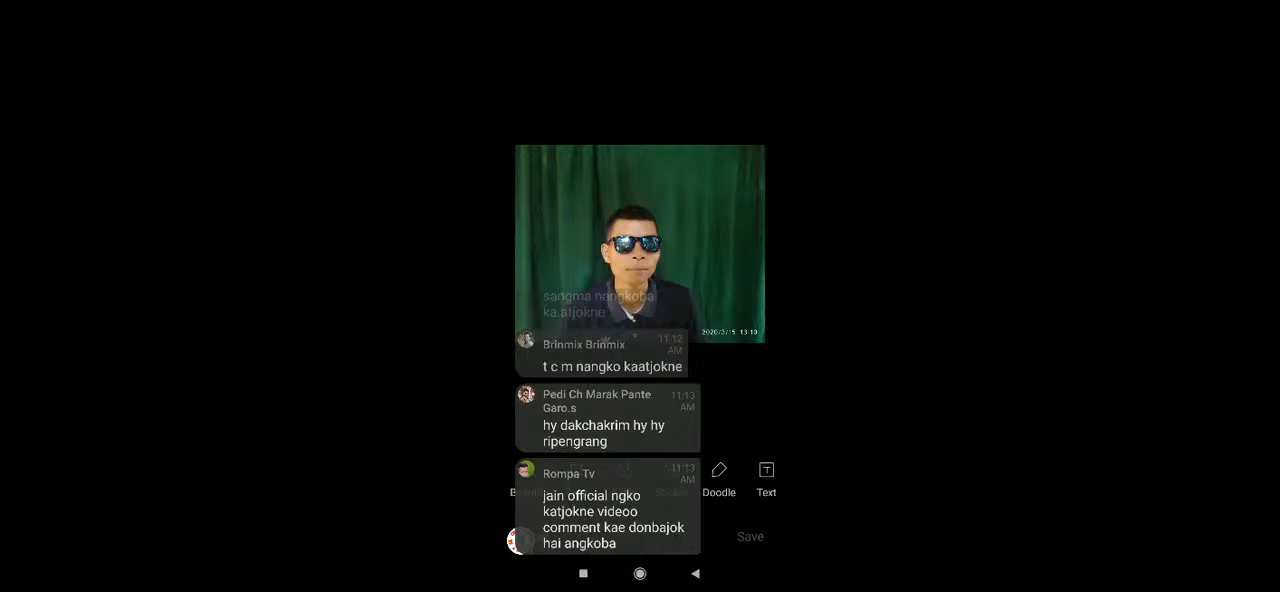 sangma nangkoba
ka atjokne
2020/3/15 13:13
Brinmix Brinmix
11:12
AM
t c m nangko kaatjokne
Pedi Ch Marak Pante
Garo.s
11:13
AM
hy dakchakrim hy hy
ripengrang
Rompa Tv
11:13
AM
jain official ngko
katjokne videoo
comment kae donbajok
hai angkoba
Sticker
Doodle
Text
Save